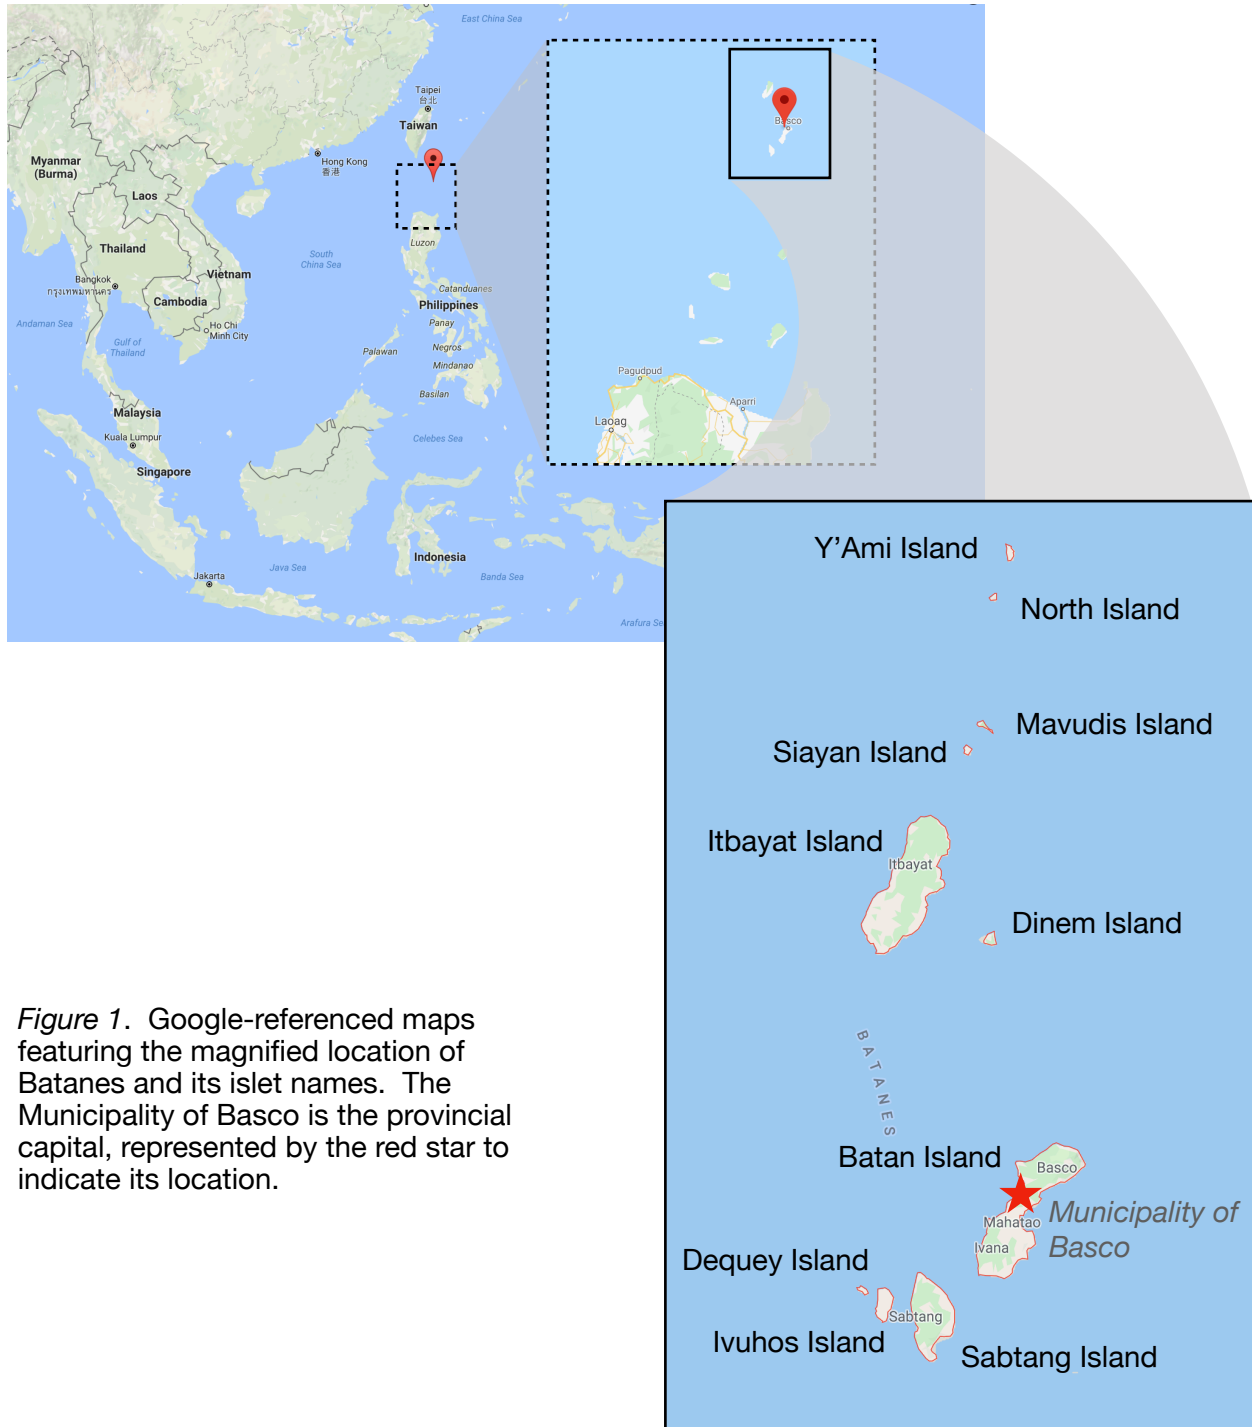 East China Sea
Taipei
台北
Taiwan
Hong Kong
香港
Myanmar
(Burma)
Laos
Thailand
Bangkok
กรุงเทพมหานคร
Vietnam
Cambodia
Ho Chi
Minh City
Andaman Sea
Gulf of
Thailand
South
China Sea
Luzon
Catanduanes
Philippines
Panay
Negros
Palawan
Mindanao
Basilan
Malaysia
Kuala Lumpur
Singapore
Celebes Sea
Indonesia
Java Sea
Banda Sea
Jakarta
Arafura Se
Basco
Pagudpud
Aparri
Laoag
Y'Ami Island
North Island
Mavudis Island
Siayan Island
Itbayat Island
Itbayat
Dinem Island
BATANES
Batan Island
Basco
Mahatao
Municipality of
Basco
Ivana
Dequey Island
Sabtang
Ivuhos Island
Sabtang Island
Figure 1. Google-referenced maps
featuring the magnified location of
Batanes and its islet names. The
Municipality of Basco is the provincial
capital, represented by the red star to
indicate its location.